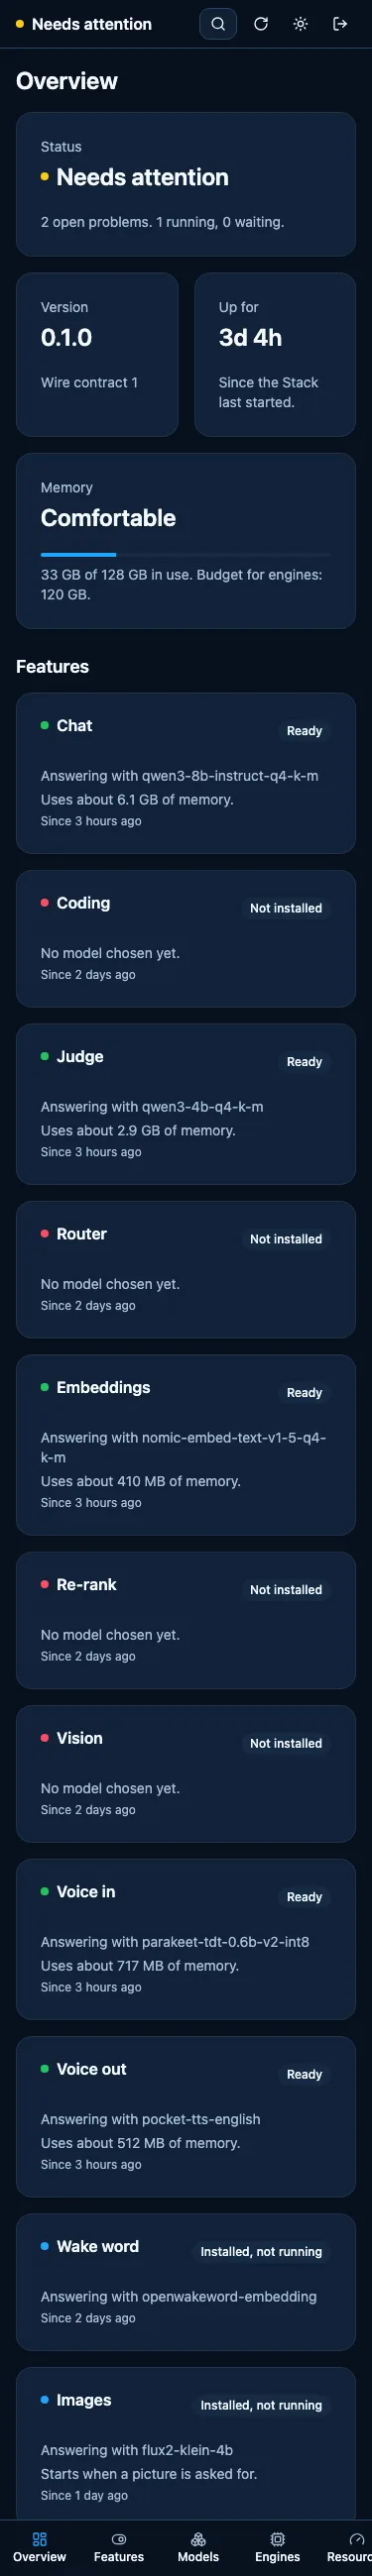 Needs attention
Overview
Status
Needs attention
2 open problems. 1 running, 0 waiting.
Version
0.1.0
Wire contract 1
Up for
3d 4h
Since the Stack
last started.
Memory
Comfortable
33 GB of 128 GB in use. Budget for engines:
120 GB.
Features
Chat
Ready
Answering with qwen3-8b-instruct-q4-k-m
Uses about 6.1 GB of memory.
Since 3 hours ago
Coding
Not installed
No model chosen yet.
Since 2 days ago
Judge
Ready
Answering with qwen3-4b-q4-k-m
Uses about 2.9 GB of memory.
Since 3 hours ago
Router
Not installed
No model chosen yet.
Since 2 days ago
Embeddings
Ready
Answering with nomic-embed-text-v1-5-q4-
k-m
Uses about 410 MB of memory.
Since 3 hours ago
Re-rank
Not installed
No model chosen yet.
Since 2 days ago
Vision
Not installed
No model chosen yet.
Since 2 days ago
Voice in
Ready
Answering with parakeet-tdt-0.6b-v2-int8
Uses about 717 MB of memory.
Since 3 hours ago
Voice out
Ready
Answering with pocket-tts-english
Uses about 512 MB of memory.
Since 3 hours ago
Wake word
Installed, not running
Answering with openwakeword-embedding
Since 2 days ago
Images
Installed, not running
Answering with flux2-klein-4b
Starts when a picture is asked for.
Since 1 day ago
Overview
Features
Models
Engines
Resourc